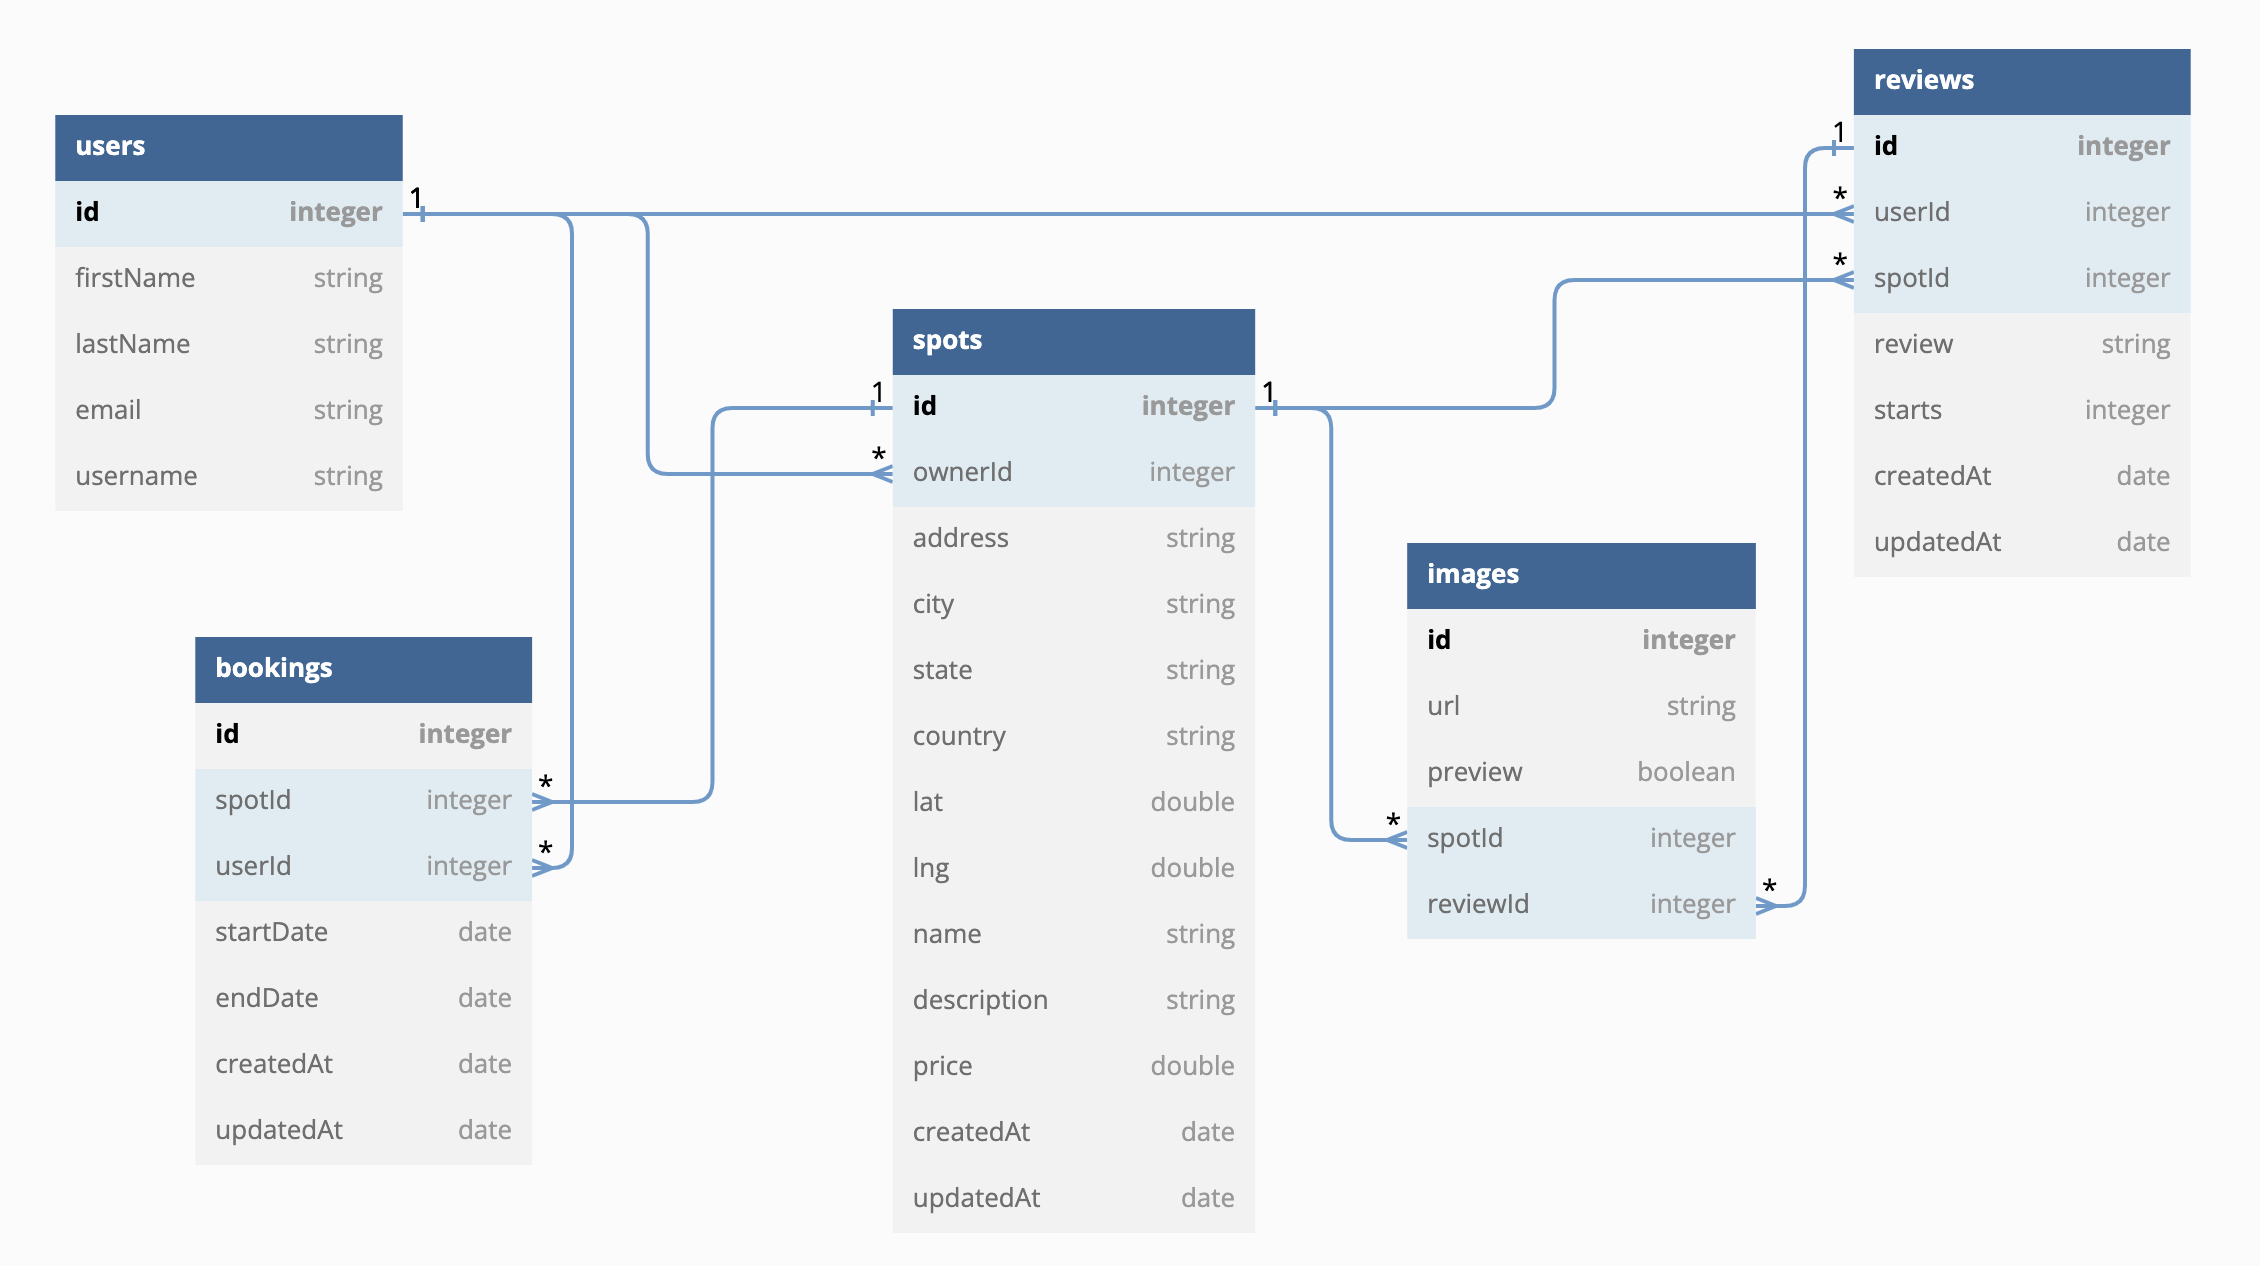 users
id integer
firstName string
lastName string
email string
username string
1
bookings
id integer
spotId integer
userId integer
startDate date
endDate date
createdAt date
updatedAt date
*
*
spots
id integer
ownerId integer
address string
city string
state string
country string
lat double
lng double
name string
description string
price double
createdAt date
updatedAt date
1
*
1
images
id integer
url string
preview boolean
spotId integer
reviewId integer
*
*
reviews
id integer
userId integer
spotId integer
review string
starts integer
createdAt date
updatedAt date
1
*
*